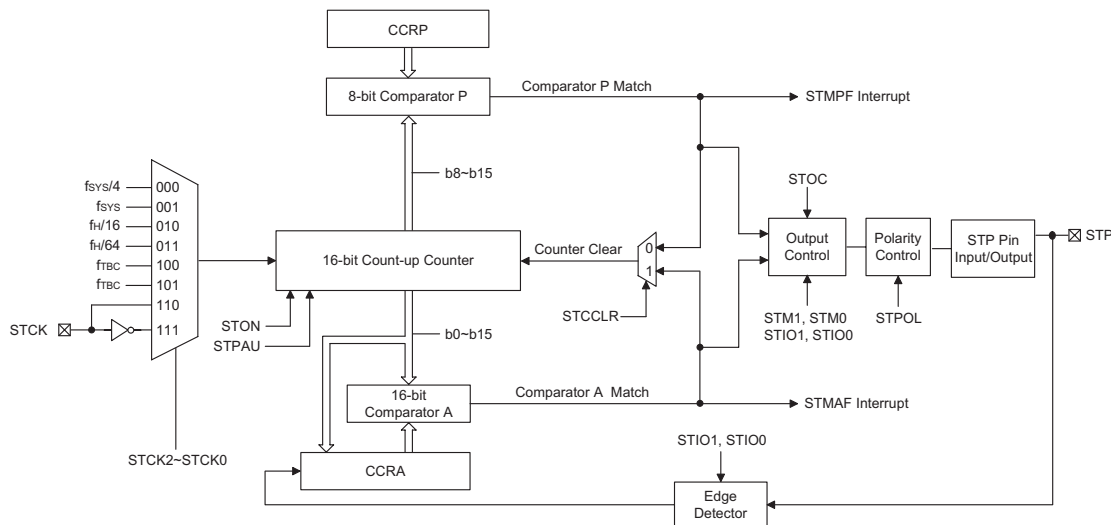 CCRP
8-bit Comparator P
Comparator P Match
STMPF Interrupt
b8~b15
fSYS/4
000
fSYS
001
fH/16
010
fH/64
011
fTBC
100
fTBC
101
110
111
STCK
STCK2~STCK0
16-bit Count-up Counter
STON
STPAU
Counter Clear
0
1
STCCLR
STOC
Output
Control
STM1, STM0
STIO1, STIO0
Polarity
Control
STPOL
STP Pin
Input/Output
STP
b0~b15
16-bit
Comparator A
Comparator A Match
STMAF Interrupt
CCRA
STIO1, STIO0
Edge
Detector